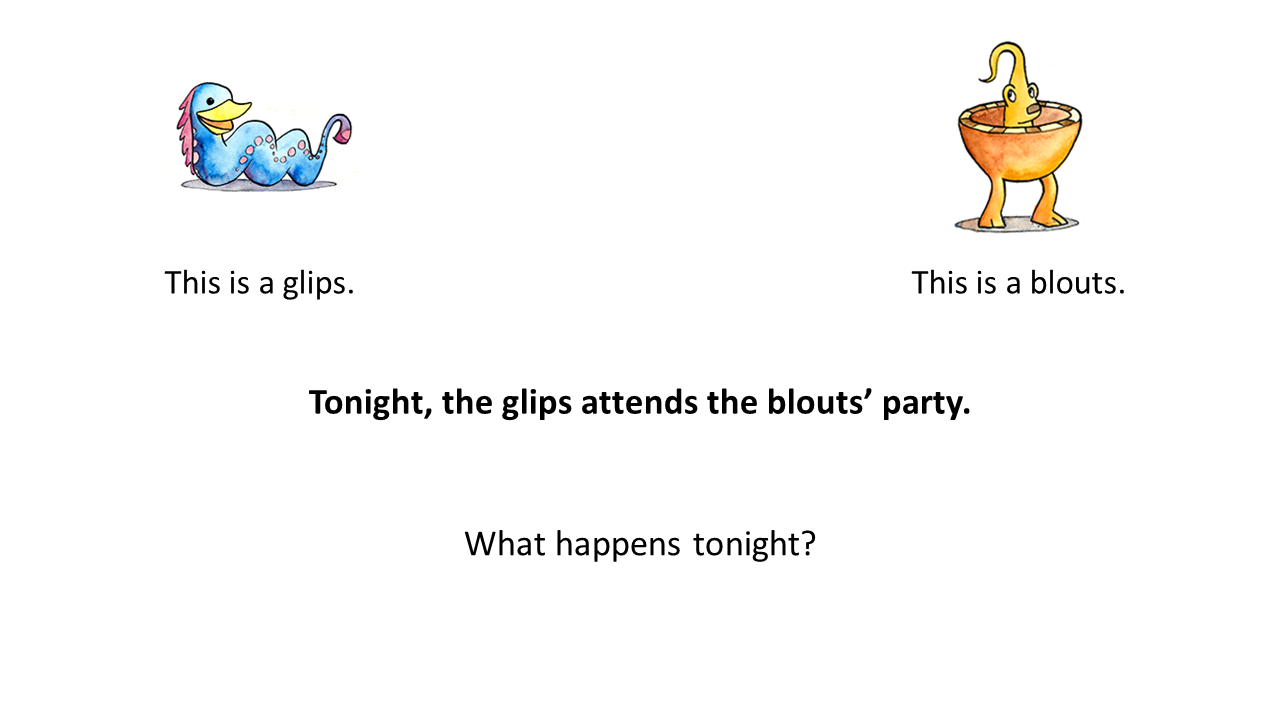 This is a glips.
This is a blouts.
Tonight, the glips attends the blouts’ party.
What happens tonight?